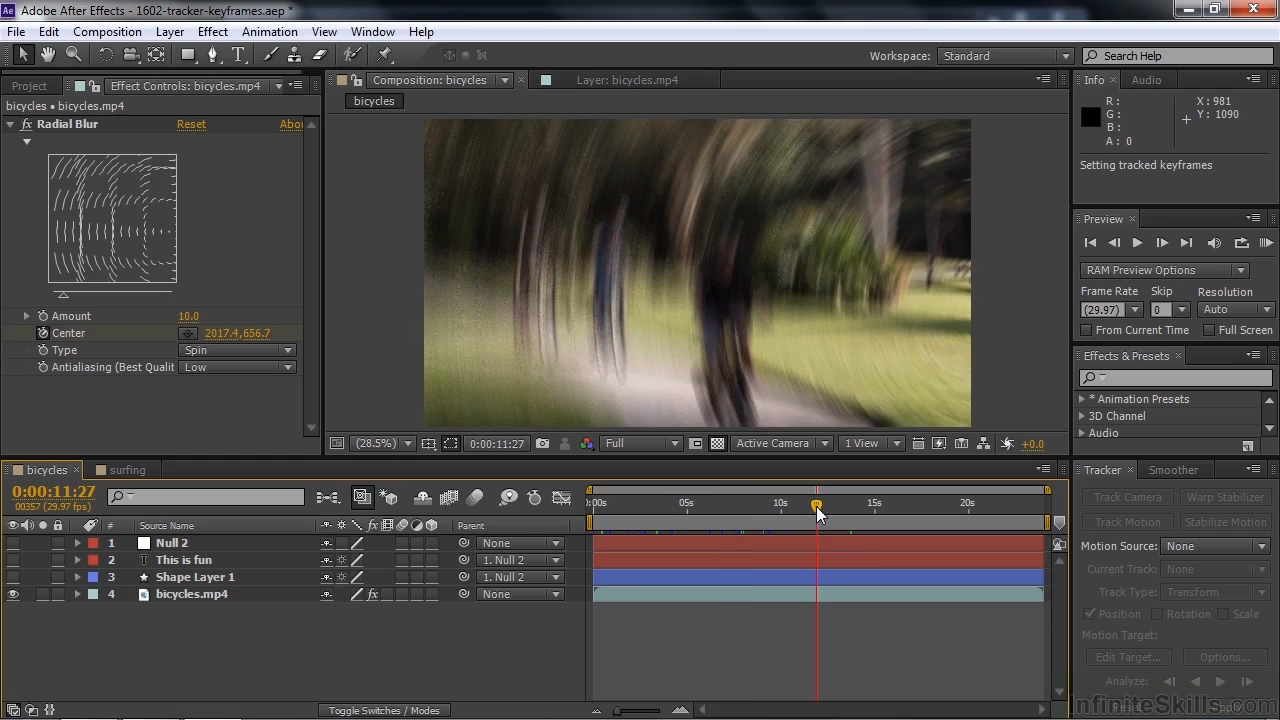 Ae Adobe After Effects - 1602-tracker-keyframes.aep *
File Edit Composition Layer Effect Animation View Window Help
Workspace: Standard Search Help
Project Effect Controls: bicycles.mp4
bicycles • bicycles.mp4
fx Radial Blur Reset Abo
Amount 10.0
Center 2017.4,656.7
Type Spin
Antialiasing (Best Qualit Low
Composition: bicycles Layer: bicycles.mp4
bicycles
(28.5%) 0:00:11:27 Full Active Camera 1 View +0.0
Info Audio
R : X : 981
G : Y : 1090
B :
A : 0
Setting tracked keyframes
Preview
RAM Preview Options
Frame Rate Skip Resolution
(29.97) 0 Auto
From Current Time Full Screen
Effects & Presets
* Animation Presets
3D Channel
Audio
bicycles surfing
0:00:11:27
00357 (29.97 fps)
:00s 05s 10s 15s 20s
# Source Name fx Parent
1 Null 2 None
2 T This is fun 1. Null 2
3 Shape Layer 1 1. Null 2
4 bicycles.mp4 fx None
Toggle Switches / Modes
Tracker Smoother
Track Camera Warp Stabilizer
Track Motion Stabilize Motion
Motion Source: None
Current Track: None
Track Type: Transform
Position Rotation Scale
Motion Target:
Edit Target... Options...
Analyze:
Reset Apply
InfiniteSkills.com